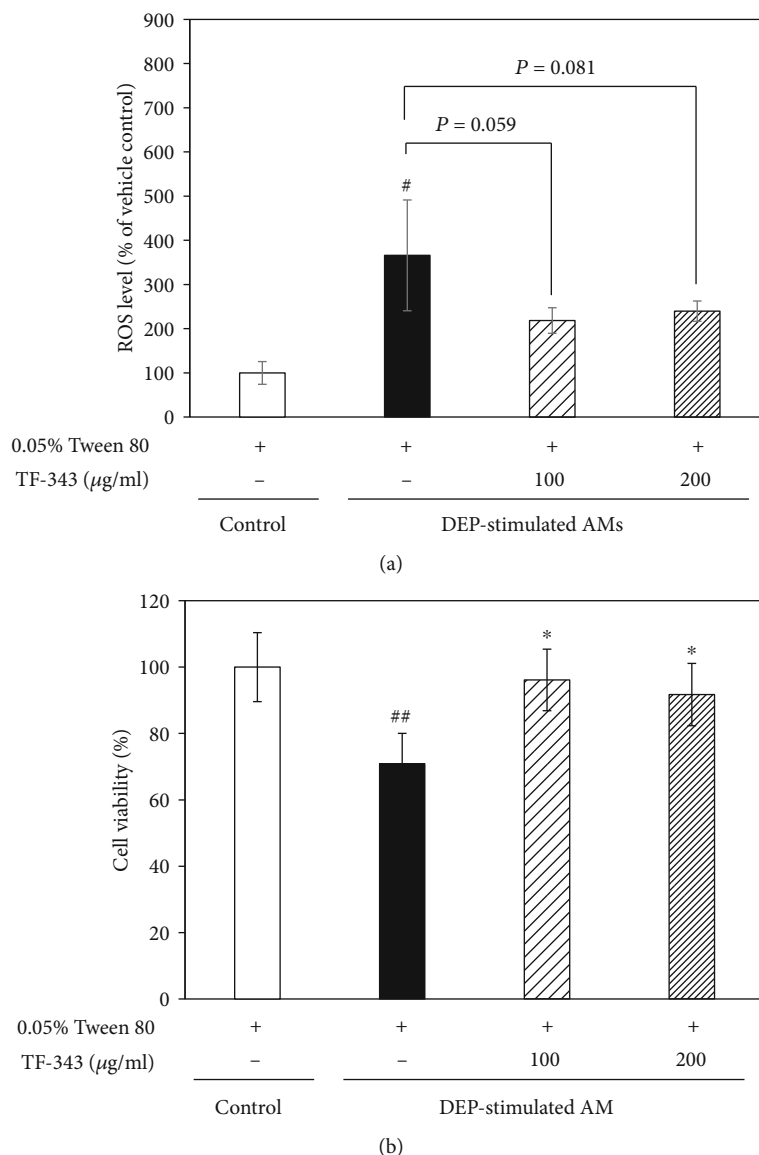 900
800
700
600
500
400
300
200
100
0
ROS level (% of vehicle control)
P = 0.081
P = 0.059
#
0.05% Tween 80 + + + +
TF-343 (μg/ml) – – 100 200
Control DEP-stimulated AMs
(a)
120
100
80
60
40
20
0
Cell viability (%)
##
*
*
0.05% Tween 80 + + + +
TF-343 (μg/ml) – – 100 200
Control DEP-stimulated AM
(b)